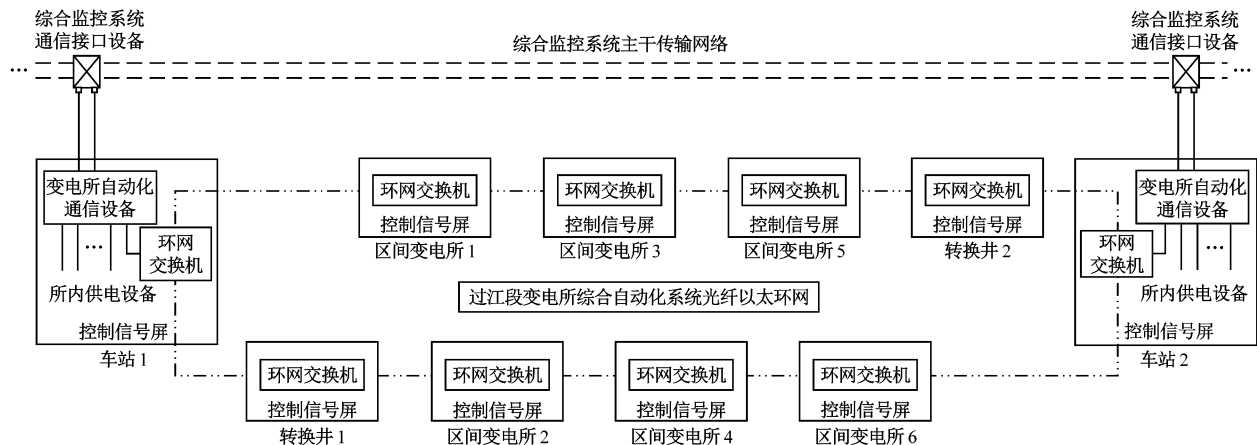 综合监控系统
通信接口设备
综合监控系统主干传输网络
综合监控系统
通信接口设备
...
...
变电所自动化
通信设备
...
环网
交换机
所内供电设备
控制信号屏
车站 1
环网交换机
控制信号屏
区间变电所 1
环网交换机
控制信号屏
区间变电所 3
环网交换机
控制信号屏
区间变电所 5
环网交换机
控制信号屏
转换井 2
变电所自动化
通信设备
...
环网
交换机
所内供电设备
控制信号屏
车站 2
过江段变电所综合自动化系统光纤以太环网
环网交换机
控制信号屏
转换井 1
环网交换机
控制信号屏
区间变电所 2
环网交换机
控制信号屏
区间变电所 4
环网交换机
控制信号屏
区间变电所 6